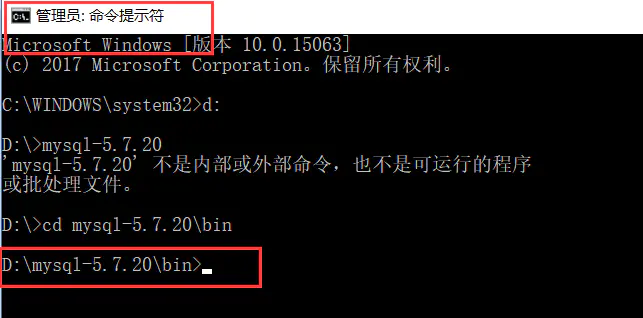 管理员: 命令提示符
Microsoft Windows [版本 10.0.15063]
(c) 2017 Microsoft Corporation。保留所有权利。
C:\WINDOWS\system32>d:
D:\>mysql-5.7.20
'mysql-5.7.20' 不是内部或外部命令，也不是可运行的程序
或批处理文件。
D:\>cd mysql-5.7.20\bin
D:\mysql-5.7.20\bin>